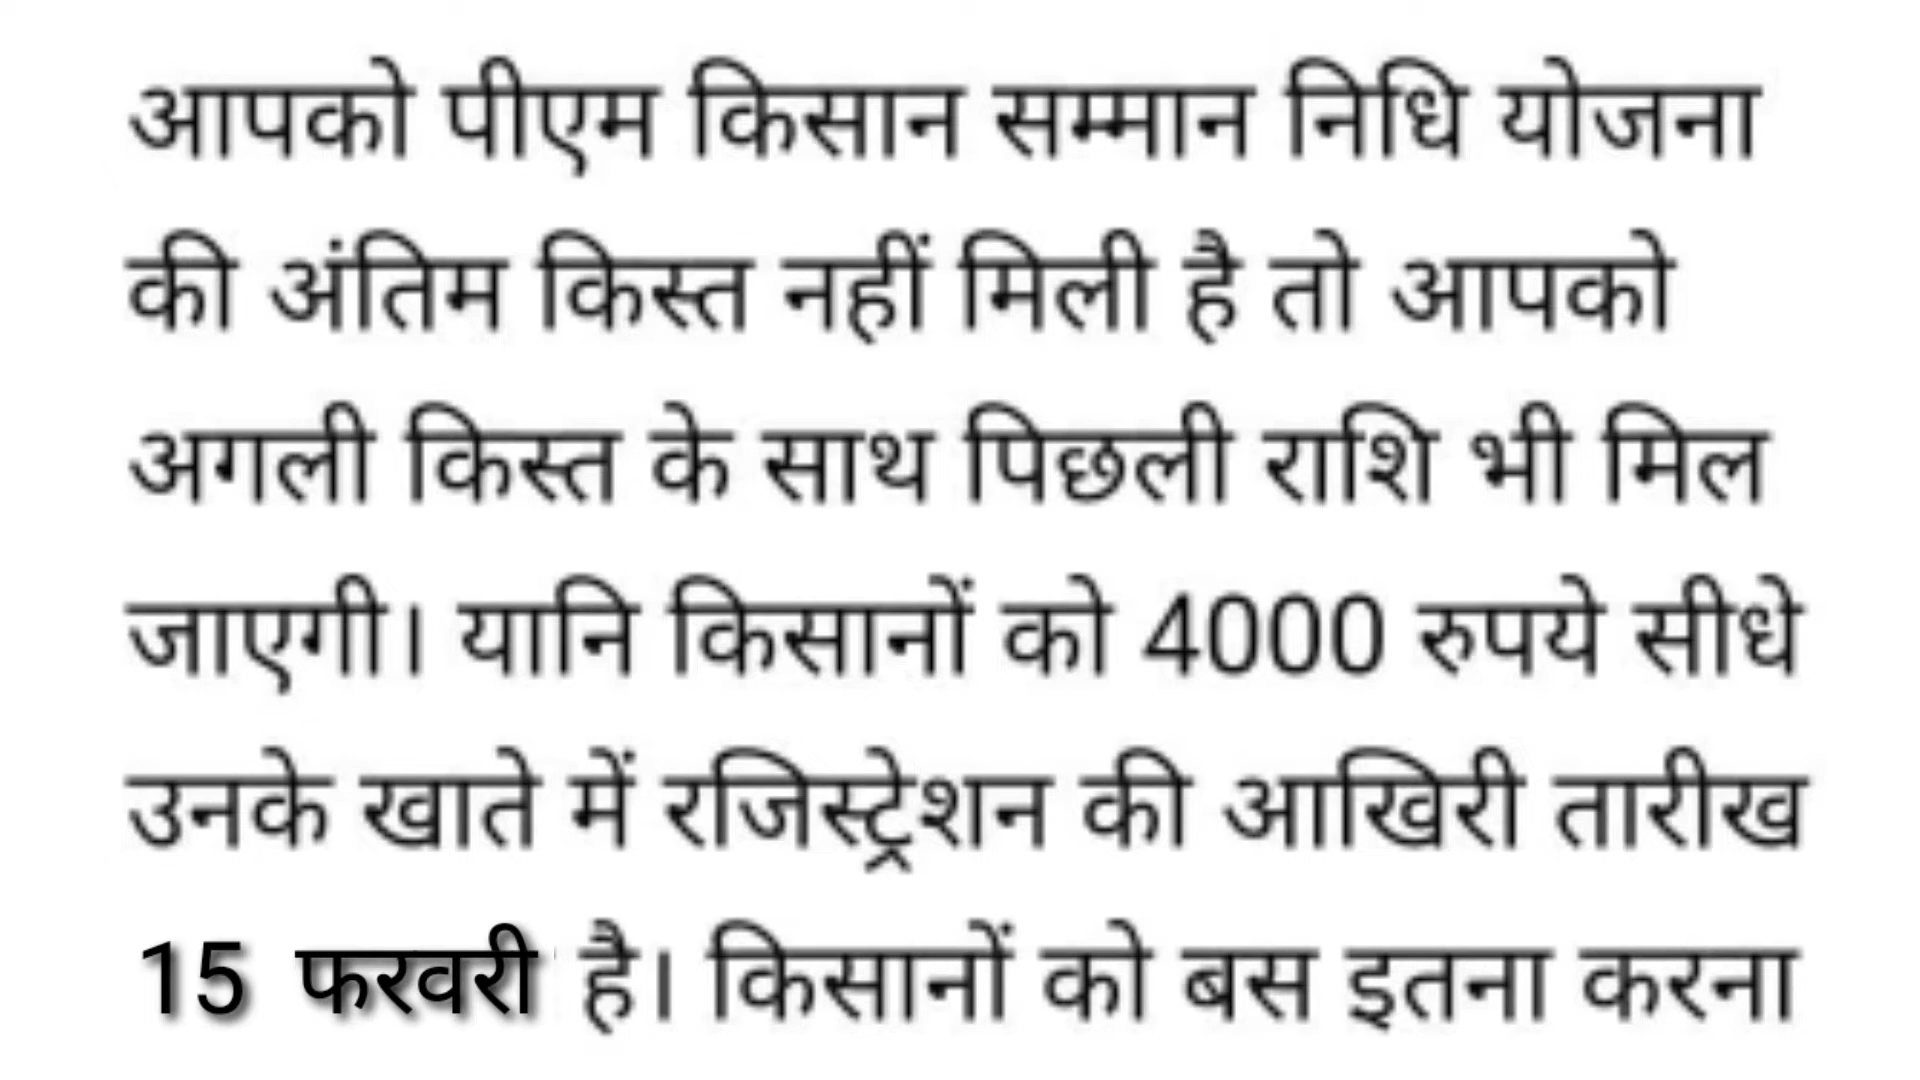 आपको पीएम किसान सम्मान निधि योजना
की अंतिम किस्त नहीं मिली है तो आपको
अगली किस्त के साथ पिछली राशि भी मिल
जाएगी। यानि किसानों को 4000 रुपये सीधे
उनके खाते में रजिस्ट्रेशन की आखिरी तारीख
15 फरवरी है। किसानों को बस इतना करना